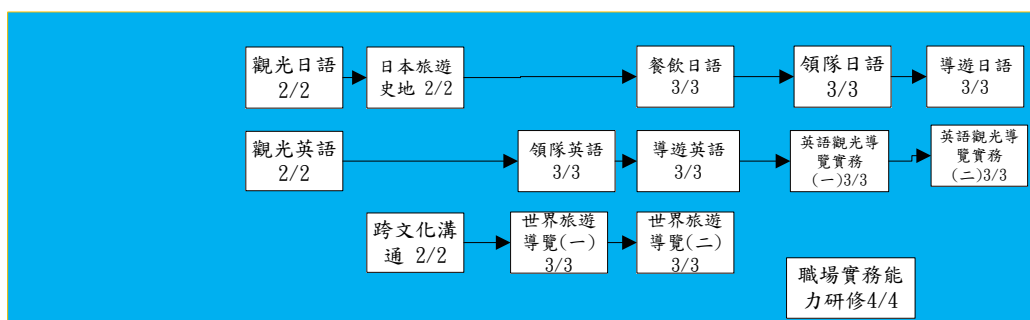 觀光日語
2/2
日本旅遊
史地 2/2
餐飲日語
3/3
領隊日語
3/3
導遊日語
3/3
觀光英語
2/2
領隊英語
3/3
導遊英語
3/3
英語觀光導
覽實務
(一)3/3
英語觀光導
覽實務
(二)3/3
跨文化溝
通 2/2
世界旅遊
導覽(一)
3/3
世界旅遊
導覽(二)
3/3
職場實務能
力研修4/4